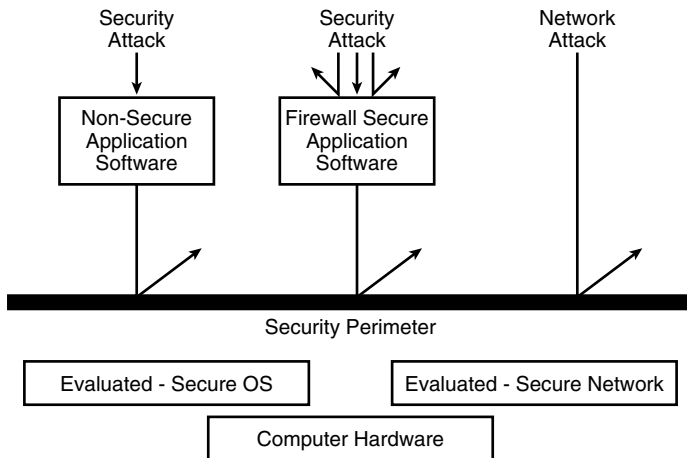 Security
Attack
Security
Attack
Network
Attack
Non-Secure
Application
Software
Firewall Secure
Application
Software
Security Perimeter
Evaluated - Secure OS
Evaluated - Secure Network
Computer Hardware